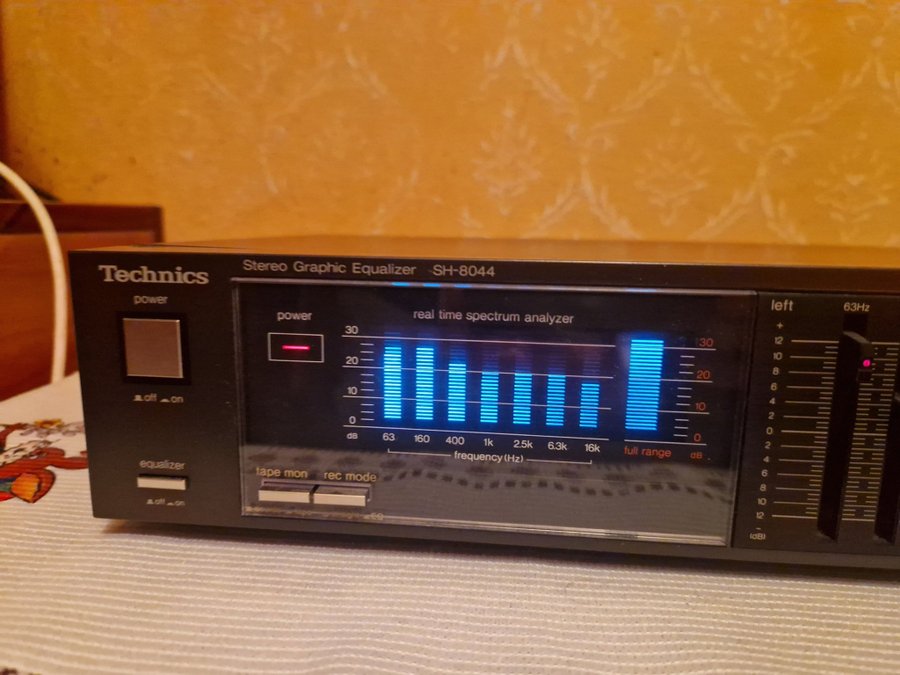 Technics
Stereo Graphic Equalizer SH-8044
power
off on
equalizer
off on
power
real time spectrum analyzer
30
20
10
0
dB
63 160 400 1k 2.5k 6.3k 16k
frequency(Hz)
30
20
10
0
full range dB
tape mon rec mode
left
63Hz
+
12
10
8
6
4
2
0
2
4
6
8
10
12
−
(dB)